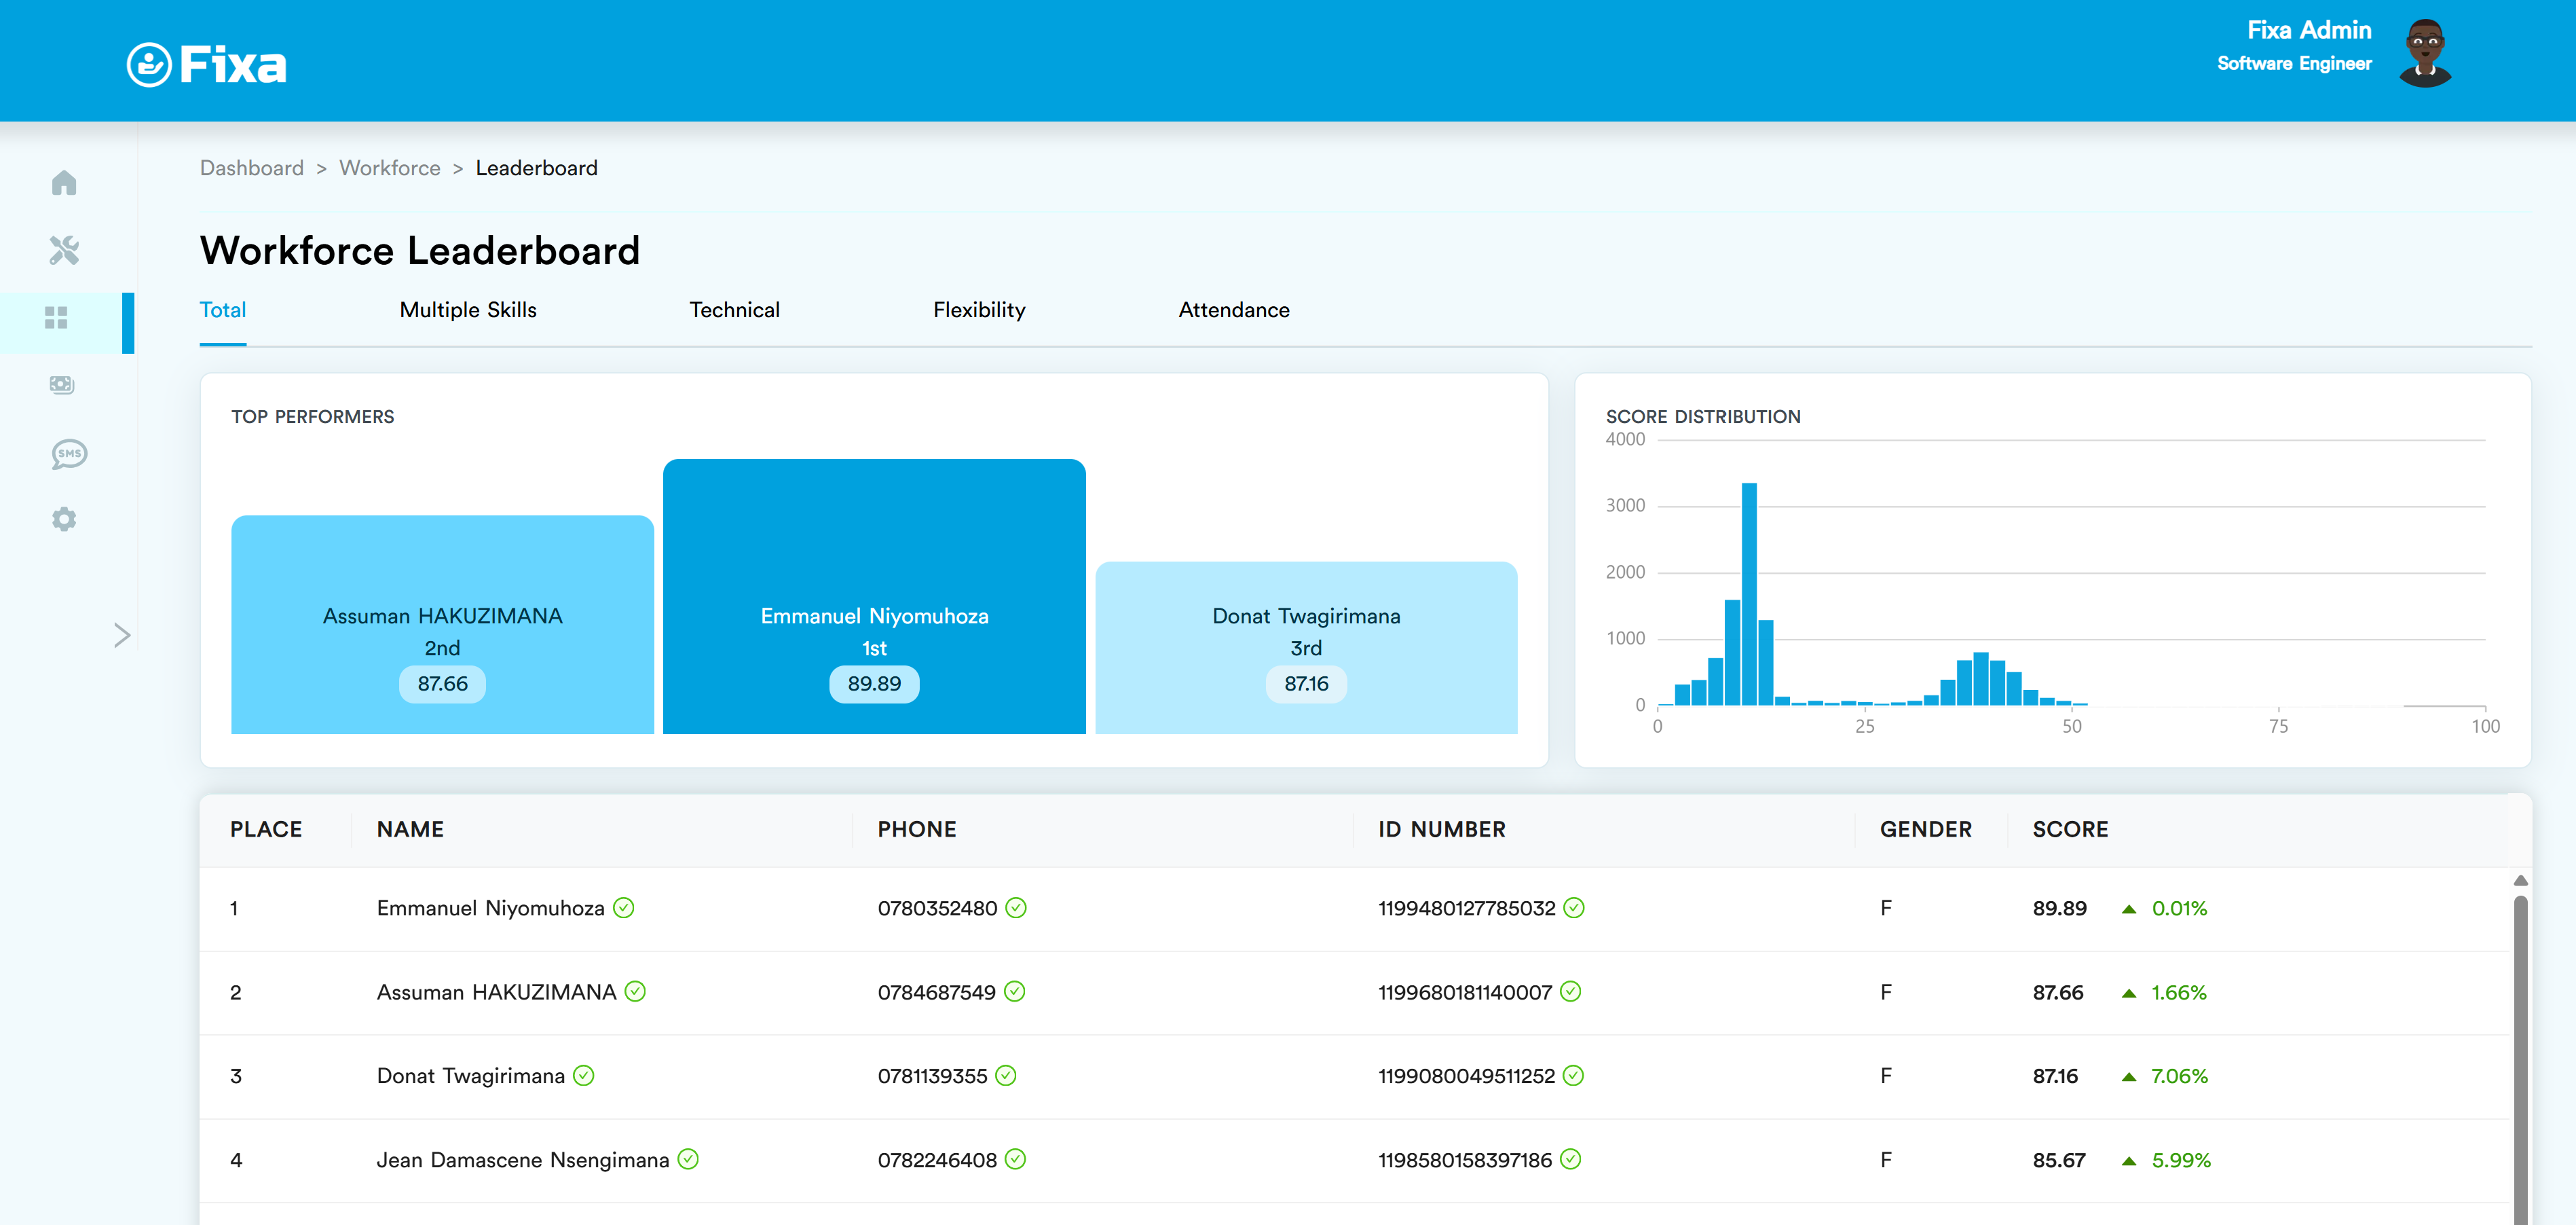 Fixa
Fixa Admin
Software Engineer
Dashboard > Workforce > Leaderboard
Workforce Leaderboard
Total Multiple Skills Technical Flexibility Attendance
SMS
TOP PERFORMERS
Assuman HAKUZIMANA
2nd
87.66
Emmanuel Niyomuhoza
1st
89.89
Donat Twagirimana
3rd
87.16
SCORE DISTRIBUTION
4000
3000
2000
1000
0
0 25 50 75 100
PLACE NAME PHONE ID NUMBER GENDER SCORE
1 Emmanuel Niyomuhoza 0780352480 1199480127785032 F 89.89 0.01%
2 Assuman HAKUZIMANA 0784687549 1199680181140007 F 87.66 1.66%
3 Donat Twagirimana 0781139355 1199080049511252 F 87.16 7.06%
4 Jean Damascene Nsengimana 0782246408 1198580158397186 F 85.67 5.99%